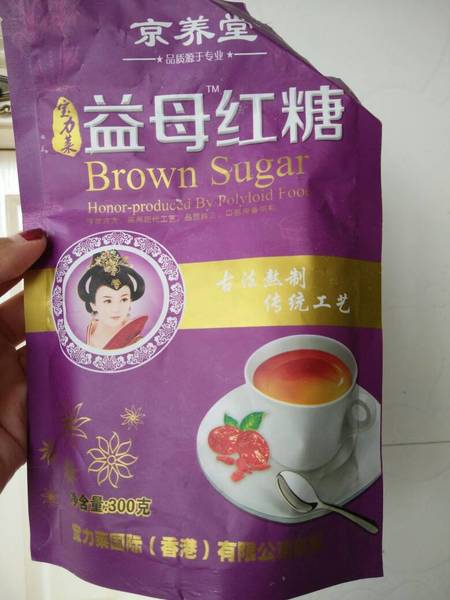 京养堂
品质源于专业
宝力莱
益母红糖™
Brown Sugar
Honor-produced By Polyloid Food
古法熬制
传统工艺
净含量:300克
宝力莱国际（香港）有限公司